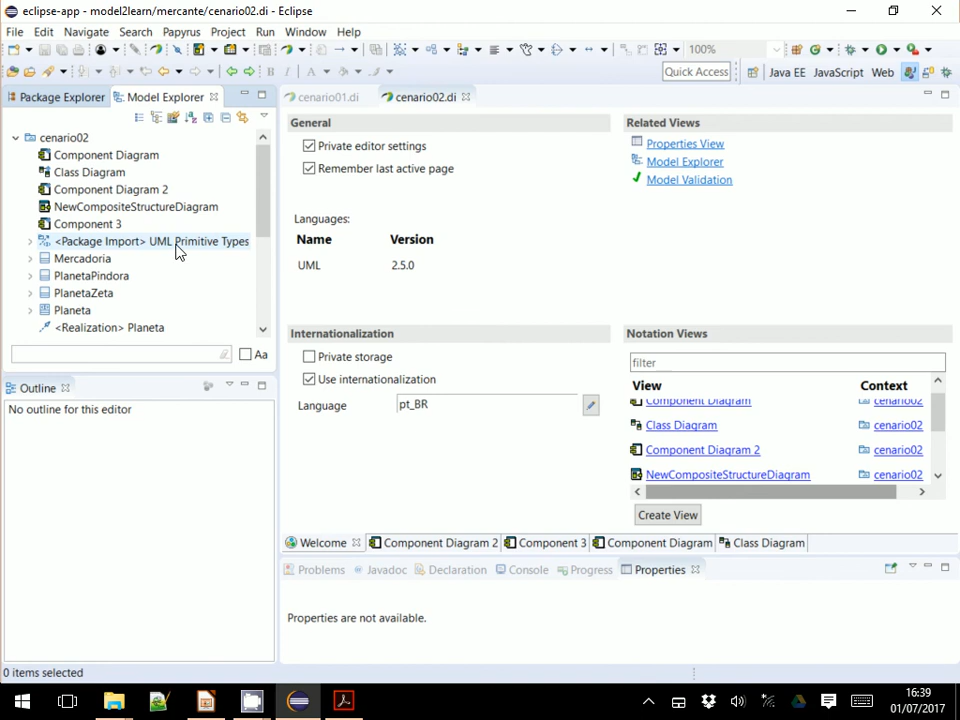 eclipse-app - model2learn/mercante/cenario02.di - Eclipse
File Edit Navigate Search Papyrus Project Run Window Help
100%
Quick Access Java EE JavaScript Web
Package Explorer Model Explorer
cenario01.di cenario02.di
cenario02
Component Diagram
Class Diagram
Component Diagram 2
NewCompositeStructureDiagram
Component 3
<Package Import> UML Primitive Types
Mercadoria
PlanetaPindora
PlanetaZeta
Planeta
<Realization> Planeta
Aa
Outline
No outline for this editor
General
Private editor settings
Remember last active page
Languages:
Name Version
UML 2.5.0
Related Views
Properties View
Model Explorer
Model Validation
Internationalization
Private storage
Use internationalization
Language pt_BR
Notation Views
filter
View Context
Component Diagram cenario02
Class Diagram cenario02
Component Diagram 2 cenario02
NewCompositeStructureDiagram cenario02
Create View
Welcome Component Diagram 2 Component 3 Component Diagram Class Diagram
Problems Javadoc Declaration Console Progress Properties
Properties are not available.
0 items selected
16:39
01/07/2017